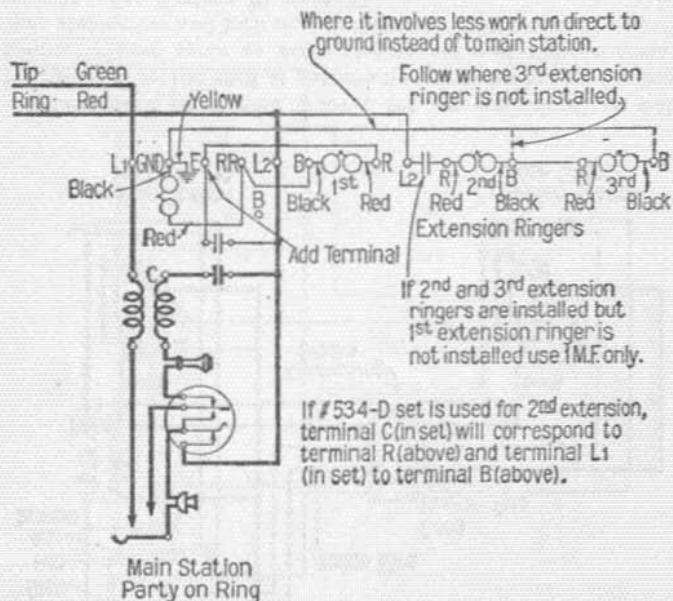 Where it involves less work run direct to
ground instead of to main station.
Tip Green
Ring Red
Yellow
Follow where 3rd extension
ringer is not installed.
L1 GND E RR L2 B 1st R L2 R 2nd B R 3rd B
Black
B
Black Red
Red Black Red Black
Red
Add Terminal
Extension Ringers
C
If 2nd and 3rd extension
ringers are installed but
1st extension ringer is
not installed use 1 M.F. only.
If #534-D set is used for 2nd extension,
terminal C (in set) will correspond to
terminal R (above) and terminal L1
(in set) to terminal B (above).
Main Station
Party on Ring